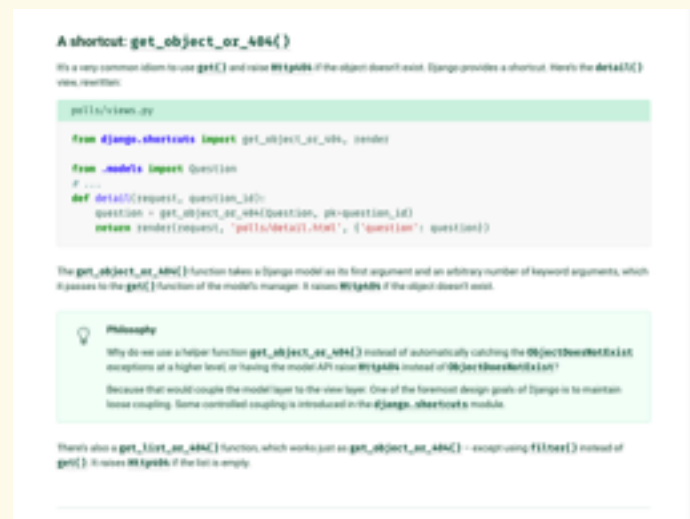 A shortcut: get_object_or_404()
It's a very common idiom to use get() and raise Http404 if the object doesn't exist. Django provides a shortcut. Here's the detail()
view, rewritten:
polls/views.py
from django.shortcuts import get_object_or_404, render
from .models import Question
# ...
def detail(request, question_id):
question = get_object_or_404(Question, pk=question_id)
return render(request, 'polls/detail.html', {'question': question})
The get_object_or_404() function takes a Django model as its first argument and an arbitrary number of keyword arguments, which
it passes to the get() function of the model's manager. It raises Http404 if the object doesn't exist.
Philosophy
Why do we use a helper function get_object_or_404() instead of automatically catching the ObjectDoesNotExist
exceptions at a higher level, or having the model API raise Http404 instead of ObjectDoesNotExist?
Because that would couple the model layer to the view layer. One of the foremost design goals of Django is to maintain
loose coupling. Some controlled coupling is introduced in the django.shortcuts module.
There's also a get_list_or_404() function, which works just as get_object_or_404() – except using filter() instead of
get(). It raises Http404 if the list is empty.